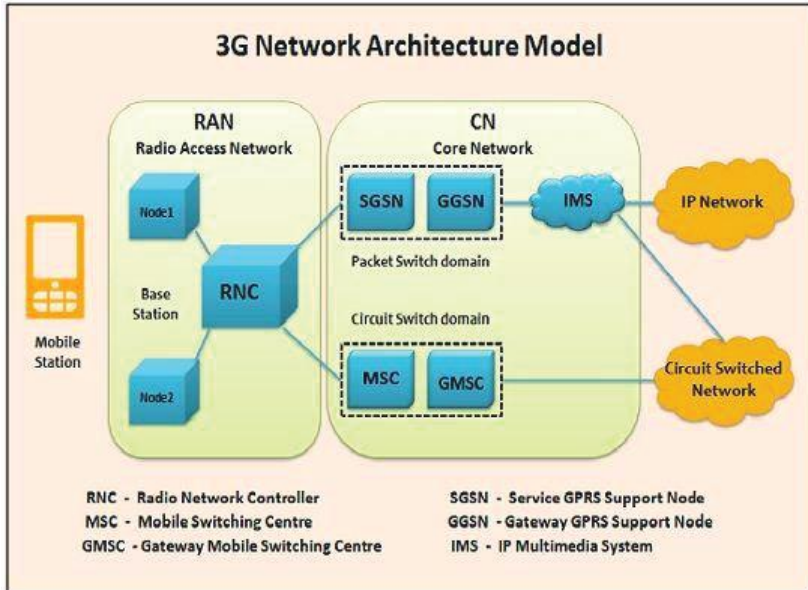 3G Network Architecture Model
RAN
Radio Access Network
Node1
RNC
Base
Station
Node2
Mobile
Station
CN
Core Network
SGSN
GGSN
IMS
Packet Switch domain
Circuit Switch domain
MSC
GMSC
IP Network
Circuit Switched
Network
RNC - Radio Network Controller
MSC - Mobile Switching Centre
GMSC - Gateway Mobile Switching Centre
SGSN - Service GPRS Support Node
GGSN - Gateway GPRS Support Node
IMS - IP Multimedia System